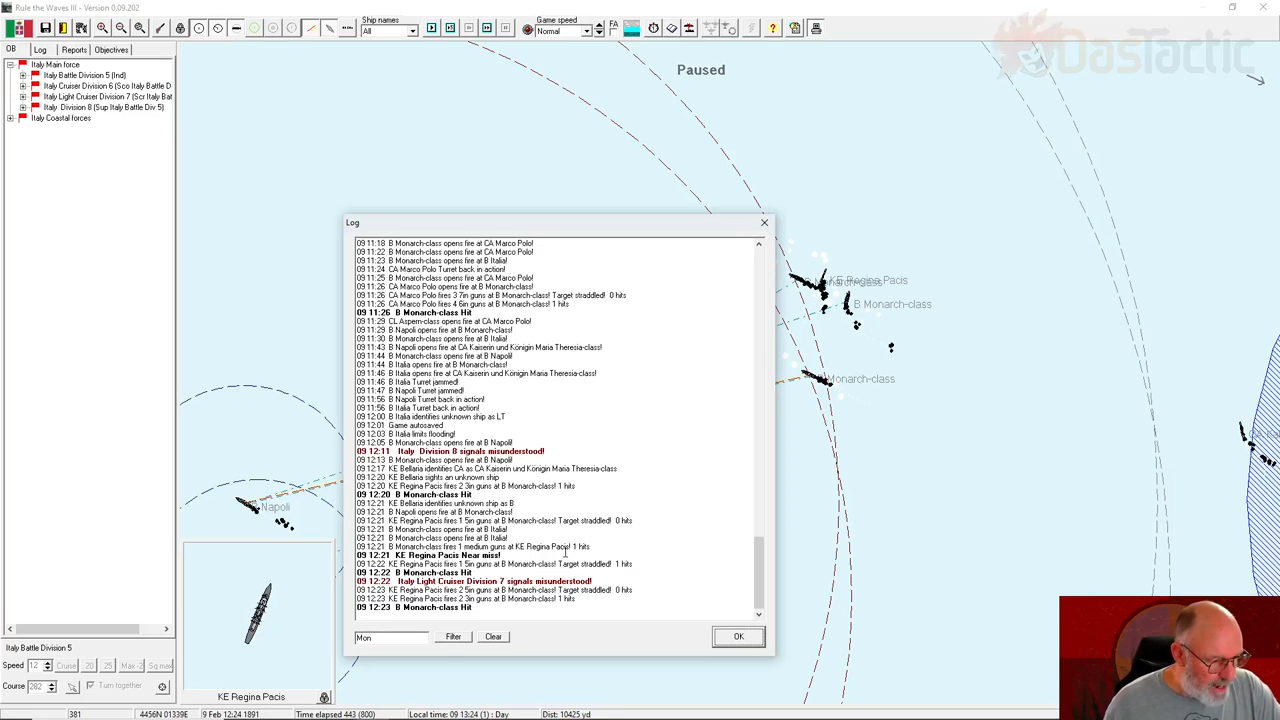 Rule the Waves III - Version 0.09.202
Ship names
All
Game speed
Normal
FA
OB Log Reports Objectives
DasTactic
Italy Main force
Italy Battle Division 5 (Ind)
Italy Cruiser Division 6 (Sco Italy Battle D
Italy Light Cruiser Division 7 (Scr Italy Bat
Italy Division 8 (Sup Italy Battle Div 5)
Italy Coastal forces
Paused
KE Regina Pacis
B Monarch-class
B Monarch-class
Monarch-class
Napoli
Log
09 11:18 B Monarch-class opens fire at CA Marco Polo!
09 11:22 B Monarch-class opens fire at CA Marco Polo!
09 11:23 B Monarch-class opens fire at B Italia!
09 11:24 CA Marco Polo Turret back in action!
09 11:25 B Monarch-class opens fire at CA Marco Polo!
09 11:26 CA Marco Polo opens fire at B Monarch-class!
09 11:26 CA Marco Polo fires 3 7in guns at B Monarch-class! Target straddled! 0 hits
09 11:26 CA Marco Polo fires 4 6in guns at B Monarch-class! 1 hits
09 11:26 B Monarch-class Hit
09 11:29 CL Aspern-class opens fire at CA Marco Polo!
09 11:29 B Napoli opens fire at B Monarch-class!
09 11:30 B Monarch-class opens fire at B Italia!
09 11:43 B Napoli opens fire at CA Kaiserin und Königin Maria Theresia-class!
09 11:44 B Monarch-class opens fire at B Napoli!
09 11:44 B Italia opens fire at B Monarch-class!
09 11:46 B Italia opens fire at CA Kaiserin und Königin Maria Theresia-class!
09 11:46 B Italia Turret jammed!
09 11:47 B Napoli Turret jammed!
09 11:56 B Napoli Turret back in action!
09 11:56 B Italia Turret back in action!
09 12:00 B Italia identifies unknown ship as LT
09 12:01 Game autosaved
09 12:03 B Italia limits flooding!
09 12:05 B Monarch-class opens fire at B Napoli!
09 12:11 Italy Division 8 signals misunderstood!
09 12:13 B Monarch-class opens fire at B Napoli!
09 12:17 KE Bellaria identifies CA as CA Kaiserin und Königin Maria Theresia-class
09 12:20 KE Bellaria sights an unknown ship
09 12:20 KE Regina Pacis fires 2 3in guns at B Monarch-class! 1 hits
09 12:20 B Monarch-class Hit
09 12:21 KE Bellaria identifies unknown ship as B
09 12:21 B Napoli opens fire at B Monarch-class!
09 12:21 KE Regina Pacis fires 1 5in guns at B Monarch-class! Target straddled! 0 hits
09 12:21 B Monarch-class opens fire at B Italia!
09 12:21 B Monarch-class opens fire at B Italia!
09 12:21 B Monarch-class fires 1 medium guns at KE Regina Pacis! 1 hits
09 12:21 KE Regina Pacis Near miss!
09 12:22 KE Regina Pacis fires 1 5in guns at B Monarch-class! Target straddled! 1 hits
09 12:22 B Monarch-class Hit
09 12:22 Italy Light Cruiser Division 7 signals misunderstood!
09 12:23 KE Regina Pacis fires 2 5in guns at B Monarch-class! Target straddled! 0 hits
09 12:23 KE Regina Pacis fires 2 3in guns at B Monarch-class! 1 hits
09 12:23 B Monarch-class Hit
Mon
Filter
Clear
OK
Italy Battle Division 5
Speed 12 Cruise 20 25 Max -2 Sq max
Course 282 Turn together
KE Regina Pacis
381 4456N 01339E 9 Feb 12:24 1891 Time elapsed 443 (800) Local time: 09 13:24 (1) : Day Dist: 10425 yd